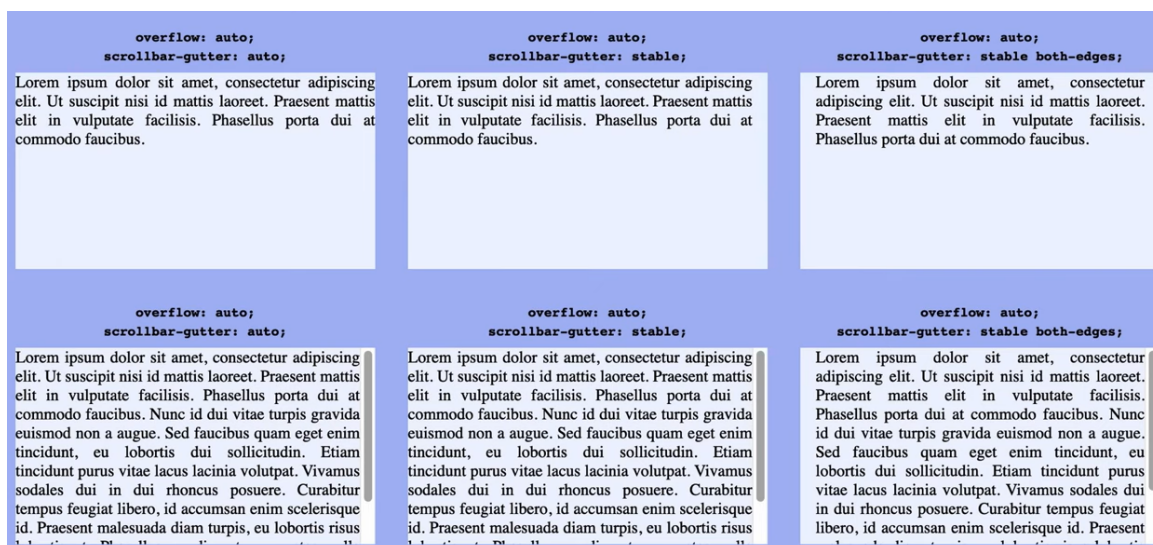 overflow: auto;
scrollbar-gutter: auto;
Lorem ipsum dolor sit amet, consectetur adipiscing
elit. Ut suscipit nisi id mattis laoreet. Praesent mattis
elit in vulputate facilisis. Phasellus porta dui at
commodo faucibus.
overflow: auto;
scrollbar-gutter: stable;
Lorem ipsum dolor sit amet, consectetur adipiscing
elit. Ut suscipit nisi id mattis laoreet. Praesent mattis
elit in vulputate facilisis. Phasellus porta dui at
commodo faucibus.
overflow: auto;
scrollbar-gutter: stable both-edges;
Lorem ipsum dolor sit amet, consectetur
adipiscing elit. Ut suscipit nisi id mattis laoreet.
Praesent mattis elit in vulputate facilisis.
Phasellus porta dui at commodo faucibus.
overflow: auto;
scrollbar-gutter: auto;
Lorem ipsum dolor sit amet, consectetur adipiscing
elit. Ut suscipit nisi id mattis laoreet. Praesent mattis
elit in vulputate facilisis. Phasellus porta dui at
commodo faucibus. Nunc id dui vitae turpis gravida
euismod non a augue. Sed faucibus quam eget enim
tincidunt, eu lobortis dui sollicitudin. Etiam
tincidunt purus vitae lacus lacinia volutpat. Vivamus
sodales dui in dui rhoncus posuere. Curabitur
tempus feugiat libero, id accumsan enim scelerisque
id. Praesent malesuada diam turpis, eu lobortis risus
overflow: auto;
scrollbar-gutter: stable;
Lorem ipsum dolor sit amet, consectetur adipiscing
elit. Ut suscipit nisi id mattis laoreet. Praesent mattis
elit in vulputate facilisis. Phasellus porta dui at
commodo faucibus. Nunc id dui vitae turpis gravida
euismod non a augue. Sed faucibus quam eget enim
tincidunt, eu lobortis dui sollicitudin. Etiam
tincidunt purus vitae lacus lacinia volutpat. Vivamus
sodales dui in dui rhoncus posuere. Curabitur
tempus feugiat libero, id accumsan enim scelerisque
id. Praesent malesuada diam turpis, eu lobortis risus
overflow: auto;
scrollbar-gutter: stable both-edges;
Lorem ipsum dolor sit amet, consectetur
adipiscing elit. Ut suscipit nisi id mattis laoreet.
Praesent mattis elit in vulputate facilisis.
Phasellus porta dui at commodo faucibus. Nunc
id dui vitae turpis gravida euismod non a augue.
Sed faucibus quam eget enim tincidunt, eu
lobortis dui sollicitudin. Etiam tincidunt purus
vitae lacus lacinia volutpat. Vivamus sodales dui
in dui rhoncus posuere. Curabitur tempus feugiat
libero, id accumsan enim scelerisque id. Praesent